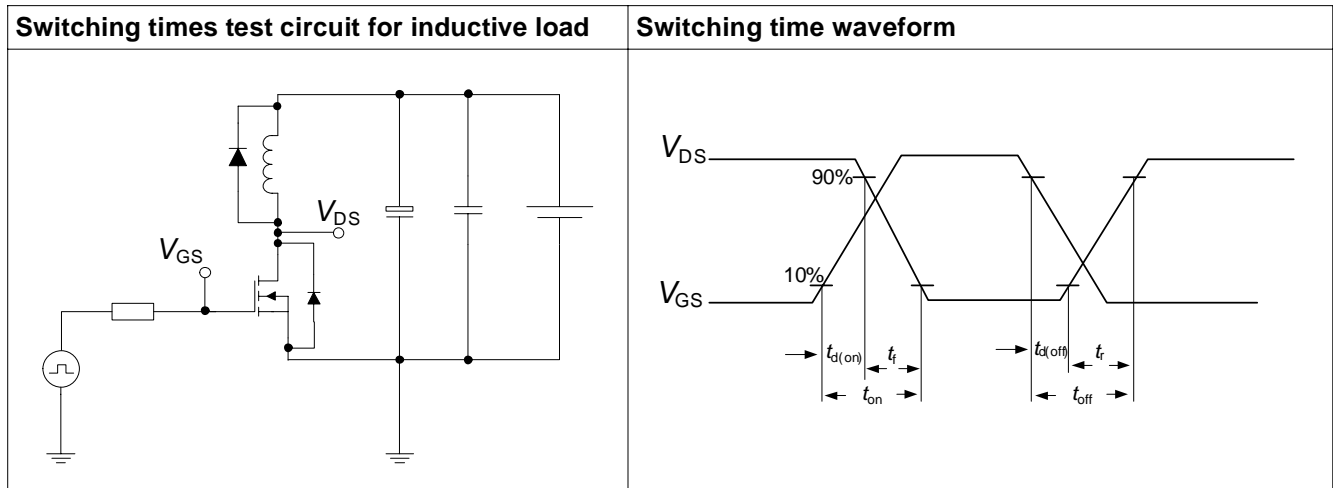 Switching times test circuit for inductive load
Switching time waveform
VDS
VGS
VDS
90%
10%
VGS
td(on)
tf
ton
td(off)
tr
toff